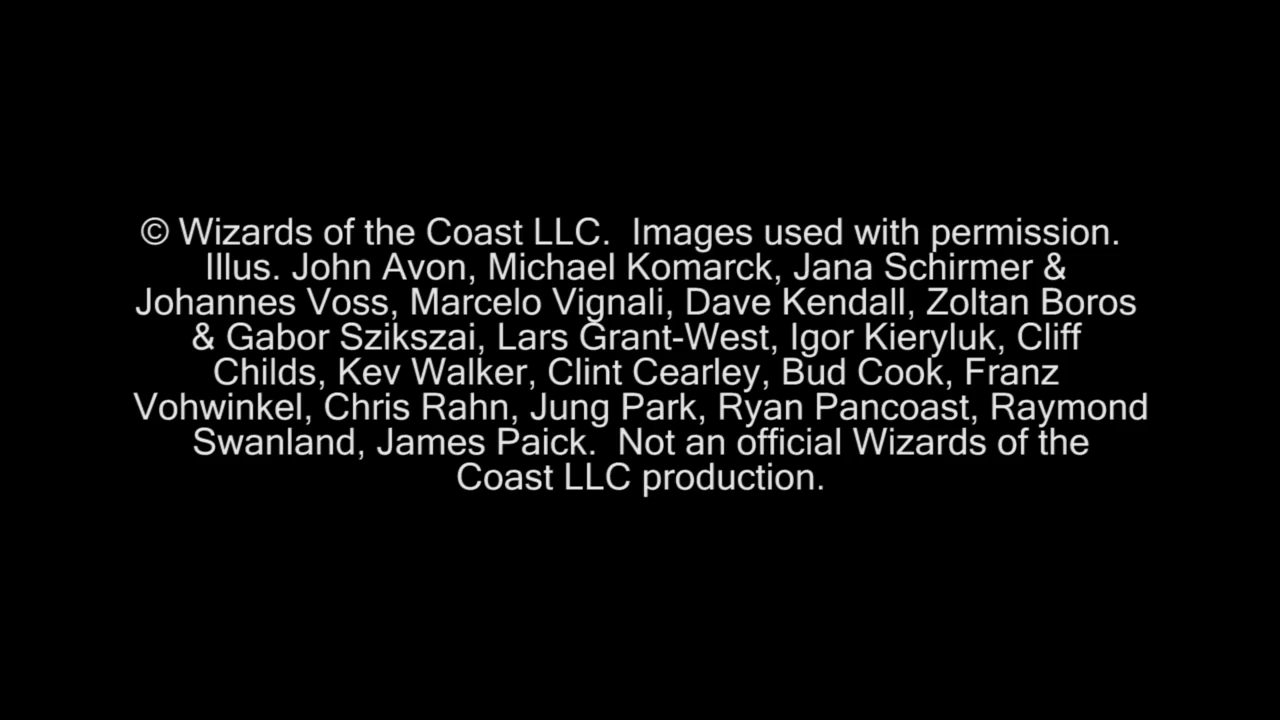 © Wizards of the Coast LLC.  Images used with permission.
Illus. John Avon, Michael Komarck, Jana Schirmer &
Johannes Voss, Marcelo Vignali, Dave Kendall, Zoltan Boros
& Gabor Szikszai, Lars Grant-West, Igor Kieryluk, Cliff
Childs, Kev Walker, Clint Cearley, Bud Cook, Franz
Vohwinkel, Chris Rahn, Jung Park, Ryan Pancoast, Raymond
Swanland, James Paick.  Not an official Wizards of the
Coast LLC production.